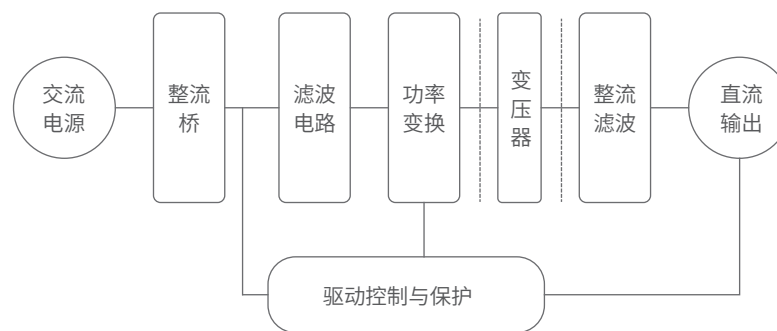 交流
电源
整流
桥
滤波
电路
功率
变换
变
压
器
整流
滤波
直流
输出
驱动控制与保护